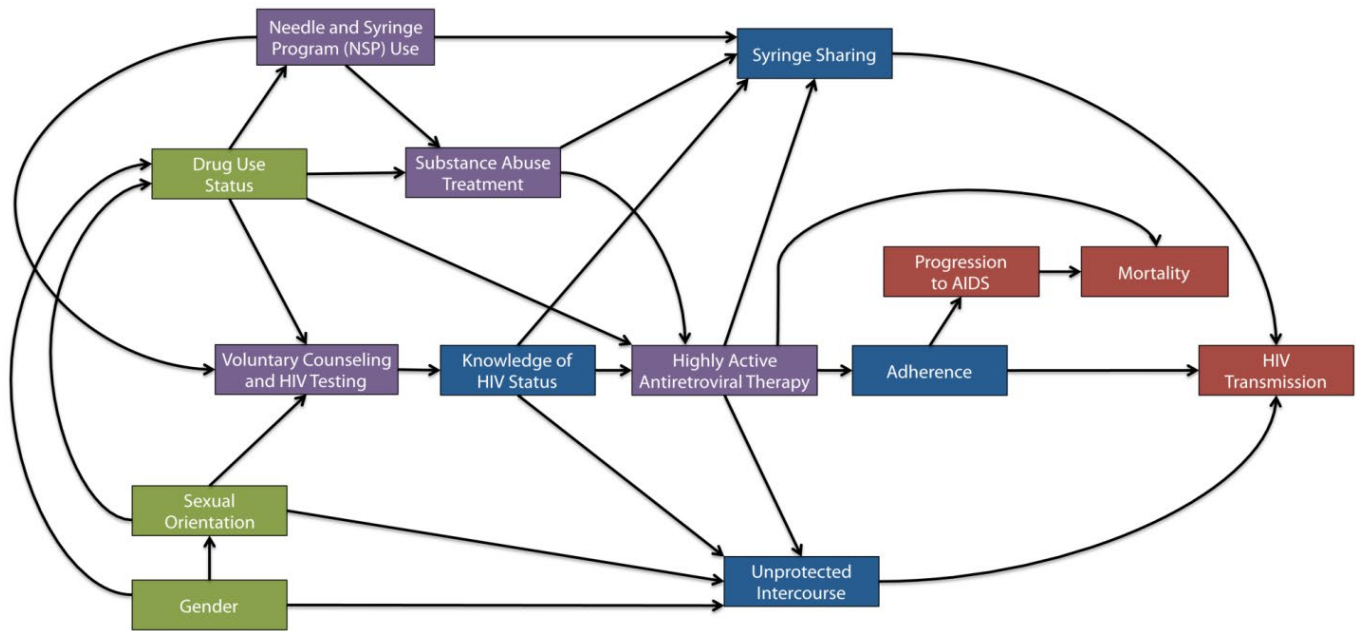 Needle and Syringe
Program (NSP) Use
Syringe Sharing
Drug Use
Status
Substance Abuse
Treatment
Progression
to AIDS
Mortality
Voluntary Counseling
and HIV Testing
Knowledge of
HIV Status
Highly Active
Antiretroviral Therapy
Adherence
HIV
Transmission
Sexual
Orientation
Unprotected
Intercourse
Gender